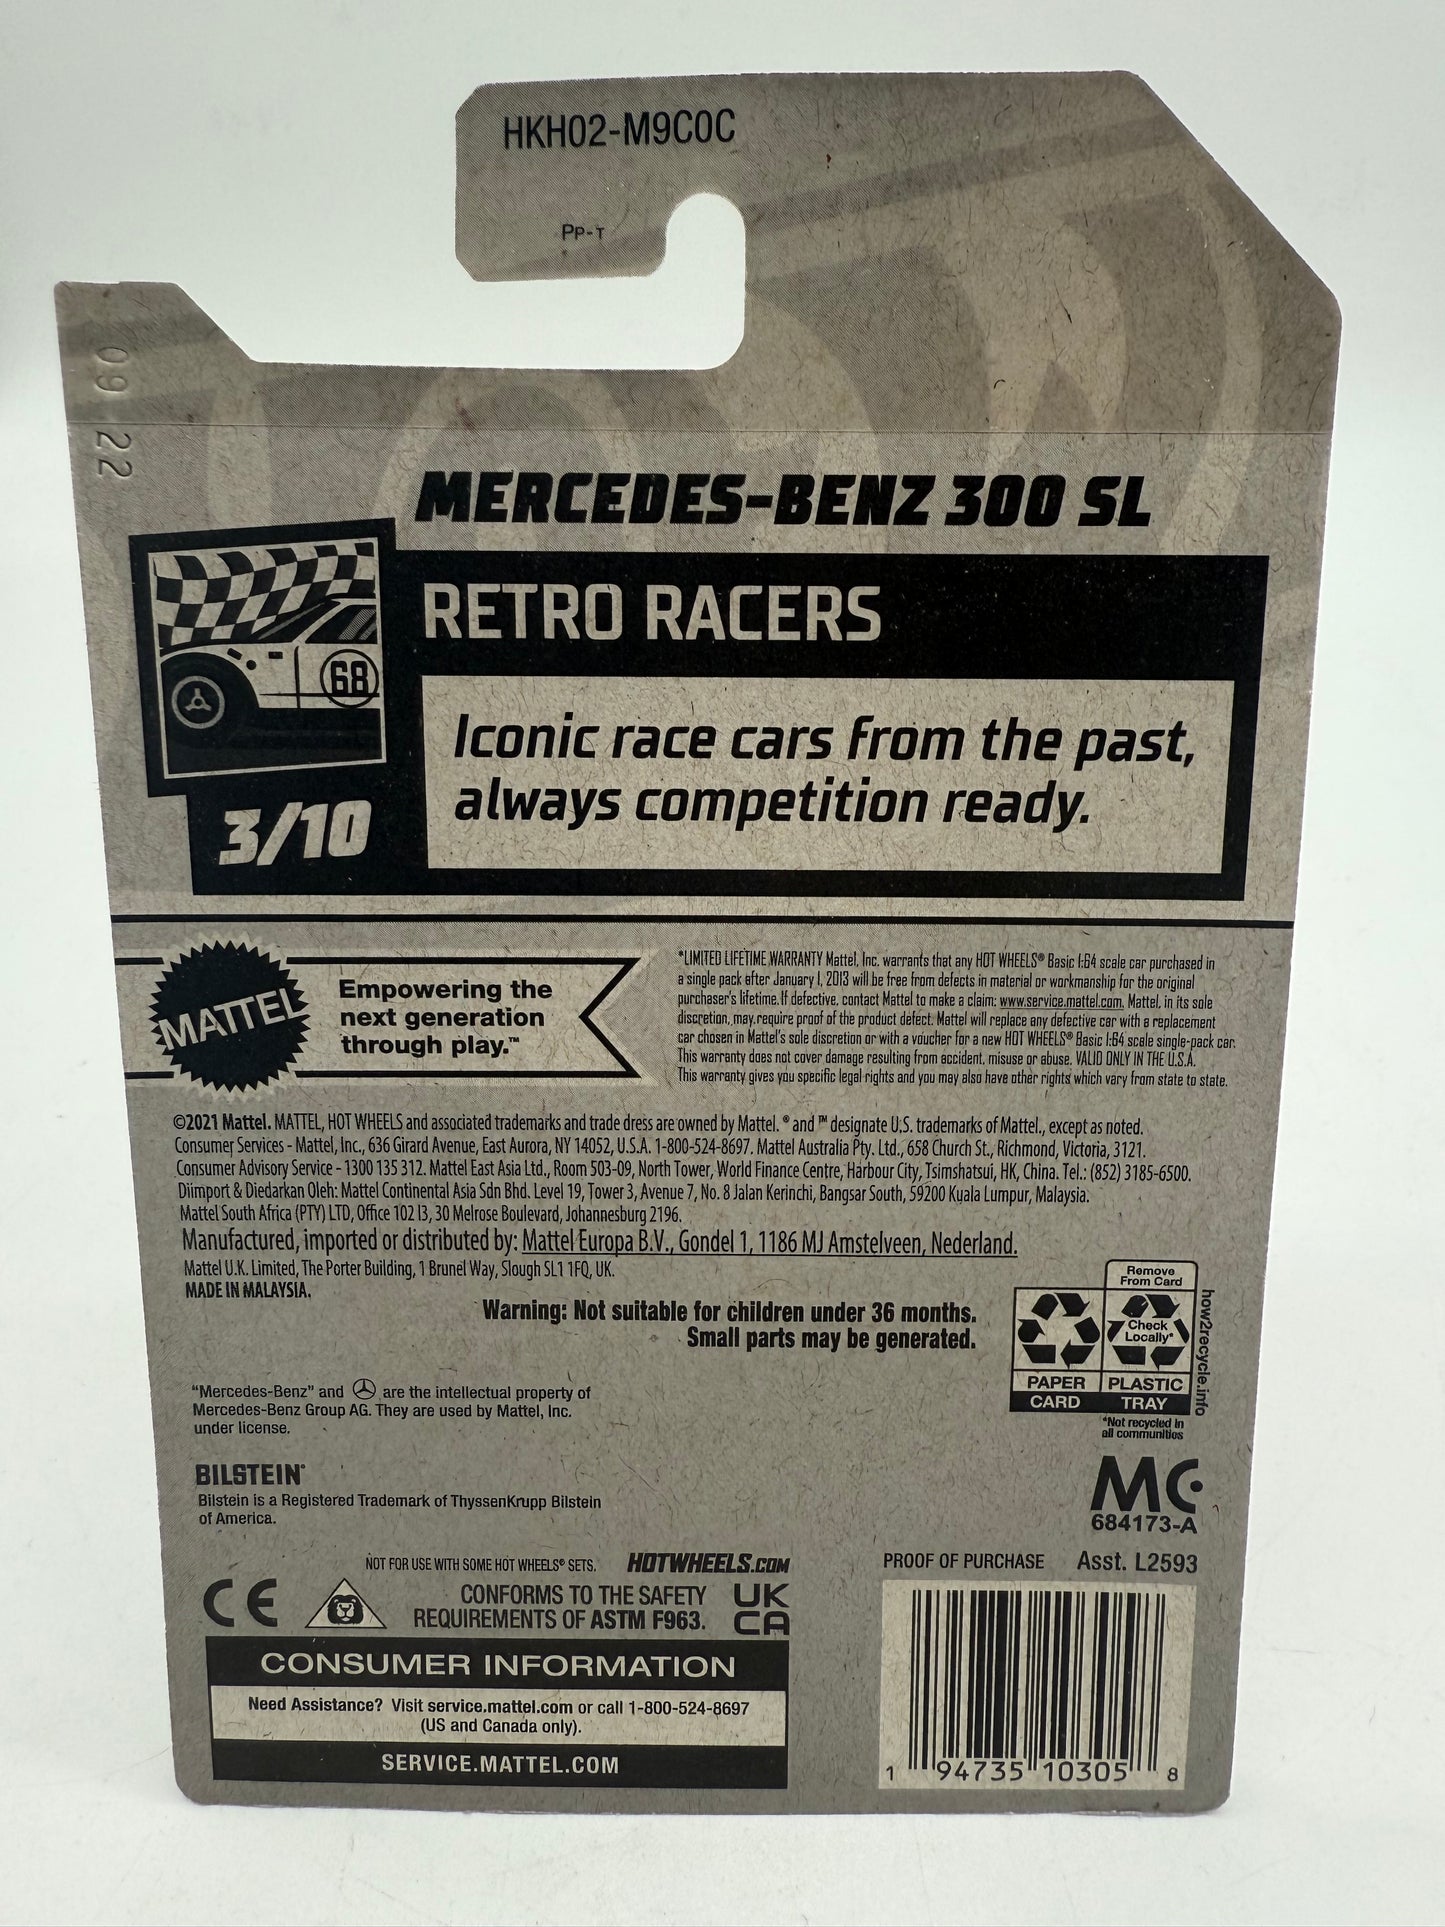 HKH02-M9C0C
Pp-T
09 22
MERCEDES-BENZ 300 SL
RETRO RACERS
68
Iconic race cars from the past,
always competition ready.
3/10
MATTEL
Empowering the
next generation
through play.™
*LIMITED LIFETIME WARRANTY Mattel, Inc. warrants that any HOT WHEELS® Basic 1:64 scale car purchased in
a single pack after January 1, 2013 will be free from defects in material or workmanship for the original
purchaser's lifetime. If defective, contact Mattel to make a claim: www.service.mattel.com. Mattel, in its sole
discretion, may require proof of the product defect. Mattel will replace any defective car with a replacement
car chosen in Mattel's sole discretion or with a voucher for a new HOT WHEELS® Basic 1:64 scale single-pack car.
This warranty does not cover damage resulting from accident, misuse or abuse. VALID ONLY IN THE U.S.A.
This warranty gives you specific legal rights and you may also have other rights which vary from state to state.
©2021 Mattel. MATTEL, HOT WHEELS and associated trademarks and trade dress are owned by Mattel. ® and ™ designate U.S. trademarks of Mattel., except as noted.
Consumer Services - Mattel, Inc., 636 Girard Avenue, East Aurora, NY 14052, U.S.A. 1-800-524-8697. Mattel Australia Pty. Ltd., 658 Church St., Richmond, Victoria, 3121.
Consumer Advisory Service - 1300 135 312. Mattel East Asia Ltd., Room 503-09, North Tower, World Finance Centre, Harbour City, Tsimshatsui, HK, China. Tel.: (852) 3185-6500.
Diimport & Diedarkan Oleh: Mattel Continental Asia Sdn Bhd. Level 19, Tower 3, Avenue 7, No. 8 Jalan Kerinchi, Bangsar South, 59200 Kuala Lumpur, Malaysia.
Mattel South Africa (PTY) LTD, Office 102 I3, 30 Melrose Boulevard, Johannesburg 2196.
Manufactured, imported or distributed by: Mattel Europa B.V., Gondel 1, 1186 MJ Amstelveen, Nederland.
Mattel U.K. Limited, The Porter Building, 1 Brunel Way, Slough SL1 1FQ, UK.
MADE IN MALAYSIA.
Warning: Not suitable for children under 36 months.
Small parts may be generated.
Remove
From Card
Check
Locally*
PAPER
PLASTIC
CARD
TRAY
*Not recycled in
all communities
how2recycle.info
"Mercedes-Benz" and are the intellectual property of
Mercedes-Benz Group AG. They are used by Mattel, Inc.
under license.
BILSTEIN®
Bilstein is a Registered Trademark of ThyssenKrupp Bilstein
of America.
MC
684173-A
NOT FOR USE WITH SOME HOT WHEELS® SETS.
HOTWHEELS.COM
CE
CONFORMS TO THE SAFETY
REQUIREMENTS OF ASTM F963.
UK
CA
PROOF OF PURCHASE Asst. L2593
CONSUMER INFORMATION
Need Assistance? Visit service.mattel.com or call 1-800-524-8697
(US and Canada only).
SERVICE.MATTEL.COM
1 94735 10305 8